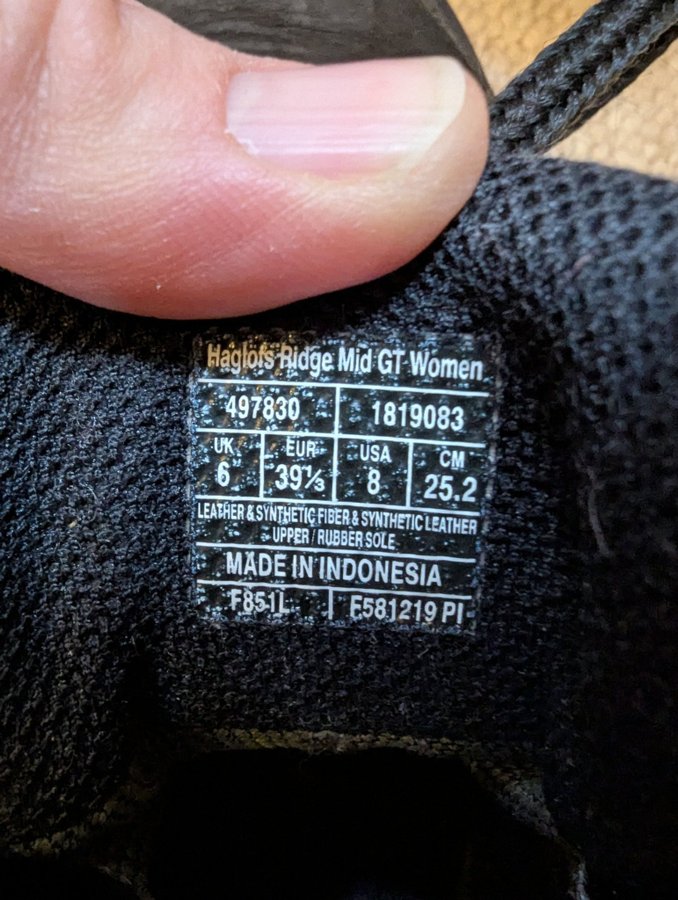 Haglöfs Ridge Mid GT Women
497830 1819083
UK EUR USA CM
6 39⅓ 8 25.2
LEATHER & SYNTHETIC FIBER & SYNTHETIC LEATHER
UPPER / RUBBER SOLE
MADE IN INDONESIA
F851L F581219 PI-